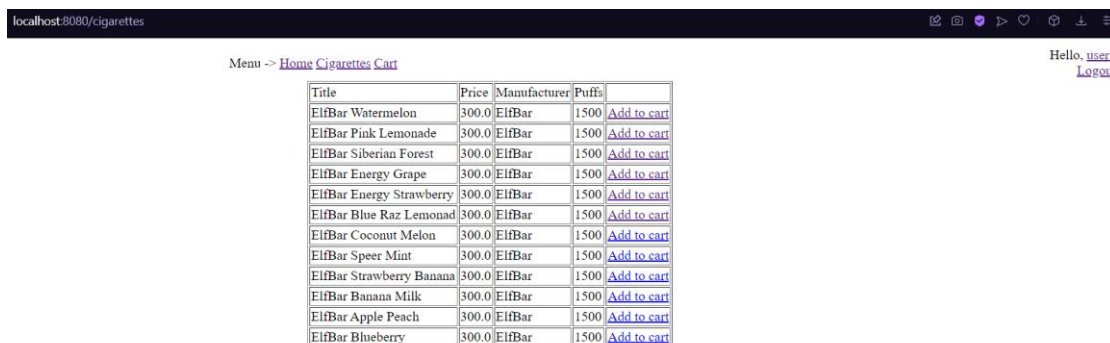 localhost:8080/cigarettes
Hello, user
Menu -> Home Cigarettes Cart
Logou
Title Price Manufacturer Puffs
ElfBar Watermelon 300.0 ElfBar 1500 Add to cart
ElfBar Pink Lemonade 300.0 ElfBar 1500 Add to cart
ElfBar Siberian Forest 300.0 ElfBar 1500 Add to cart
ElfBar Energy Grape 300.0 ElfBar 1500 Add to cart
ElfBar Energy Strawberry 300.0 ElfBar 1500 Add to cart
ElfBar Blue Raz Lemonad 300.0 ElfBar 1500 Add to cart
ElfBar Coconut Melon 300.0 ElfBar 1500 Add to cart
ElfBar Speer Mint 300.0 ElfBar 1500 Add to cart
ElfBar Strawberry Banana 300.0 ElfBar 1500 Add to cart
ElfBar Banana Milk 300.0 ElfBar 1500 Add to cart
ElfBar Apple Peach 300.0 ElfBar 1500 Add to cart
ElfBar Blueberry 300.0 ElfBar 1500 Add to cart